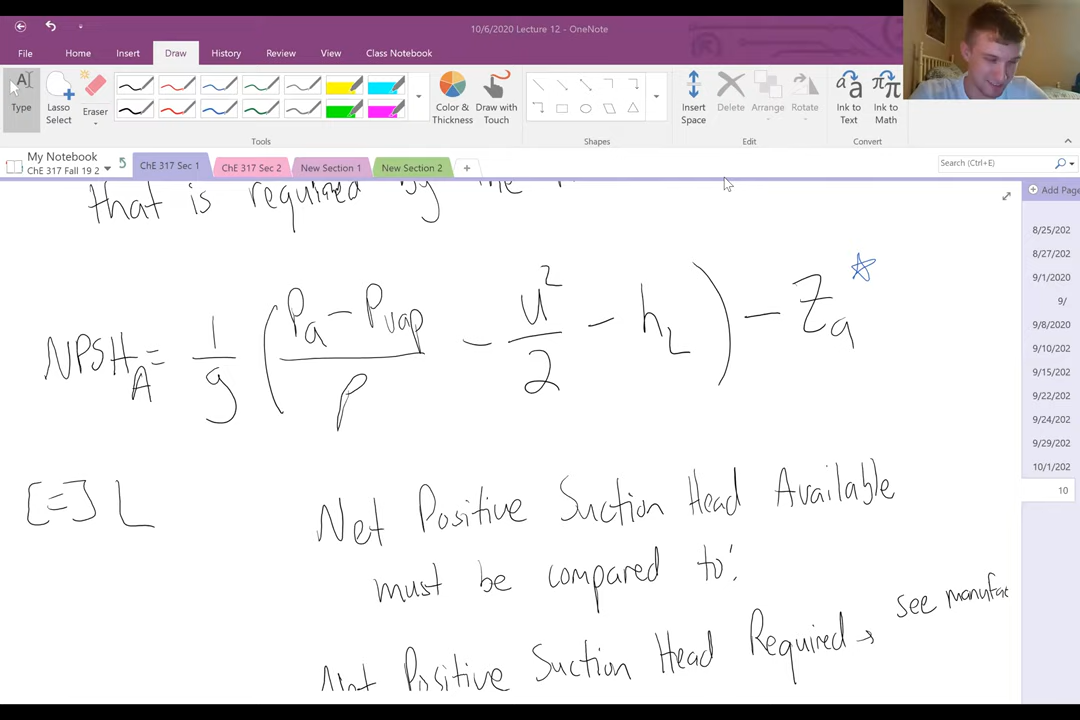 10/6/2020 Lecture 12 - OneNote
File Home Insert Draw History Review View Class Notebook
Type
Lasso Select
Eraser
Color & Thickness
Draw with Touch
Insert Space
Delete
Arrange
Rotate
Ink to Text
Ink to Math
Tools Shapes Edit Convert
My Notebook
ChE 317 Fall 19 2
ChE 317 Sec 1 ChE 317 Sec 2 New Section 1 New Section 2 +
Search (Ctrl+E)
Add Page
8/25/202
8/27/202
9/1/2020
9/
9/8/2020
9/10/202
9/15/202
9/22/202
9/24/202
9/29/202
10/1/202
10
that is required by the
NPSH_A = 1/g ( (P_a - P_vap)/ρ - u²/2 - h_L ) - Z_a ☆
[=] L
Net Positive Suction Head Available
must be compared to:
Net Positive Suction Head Required → see manufac